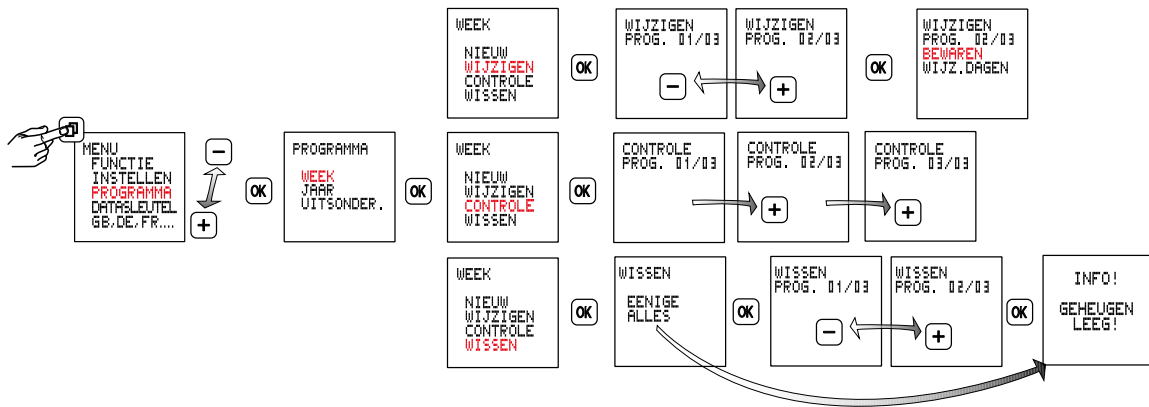 MENU
FUNCTIE
INSTELLEN
PROGRAMMA
DATASLEUTEL
GB,DE,FR....
−
+
OK
PROGRAMMA
WEEK
JAAR
UITSONDER.
OK
WEEK
NIEUW
WIJZIGEN
CONTROLE
WISSEN
OK
WIJZIGEN
PROG. 01/03
−
WIJZIGEN
PROG. 02/03
+
OK
WIJZIGEN
PROG. 02/03
BEWAREN
WIJZ.DAGEN
WEEK
NIEUW
WIJZIGEN
CONTROLE
WISSEN
OK
CONTROLE
PROG. 01/03
CONTROLE
PROG. 02/03
+
CONTROLE
PROG. 03/03
+
WEEK
NIEUW
WIJZIGEN
CONTROLE
WISSEN
OK
WISSEN
EENIGE
ALLES
OK
WISSEN
PROG. 01/03
−
WISSEN
PROG. 02/03
+
OK
INFO!
GEHEUGEN
LEEG!